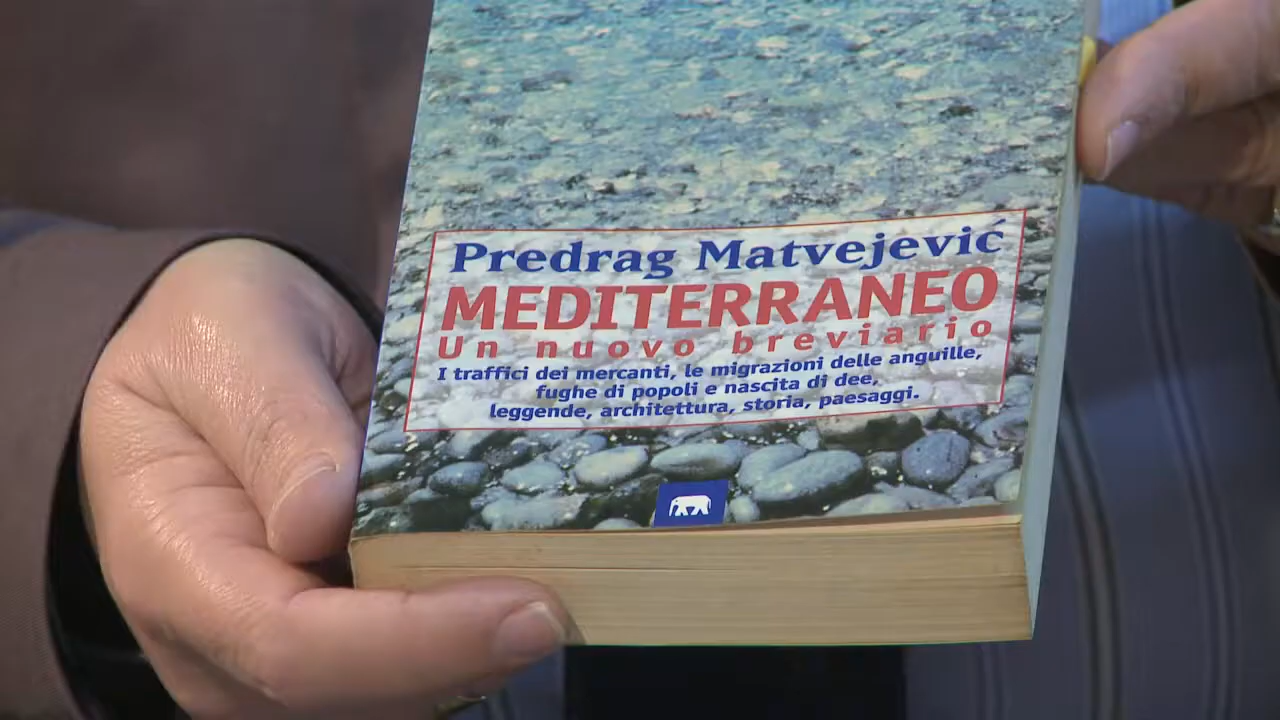 Predrag Matvejević
MEDITERRANEO
Un nuovo breviario
I traffici dei mercanti, le migrazioni delle anguille,
fughe di popoli e nascita di dee,
leggende, architettura, storia, paesaggi.